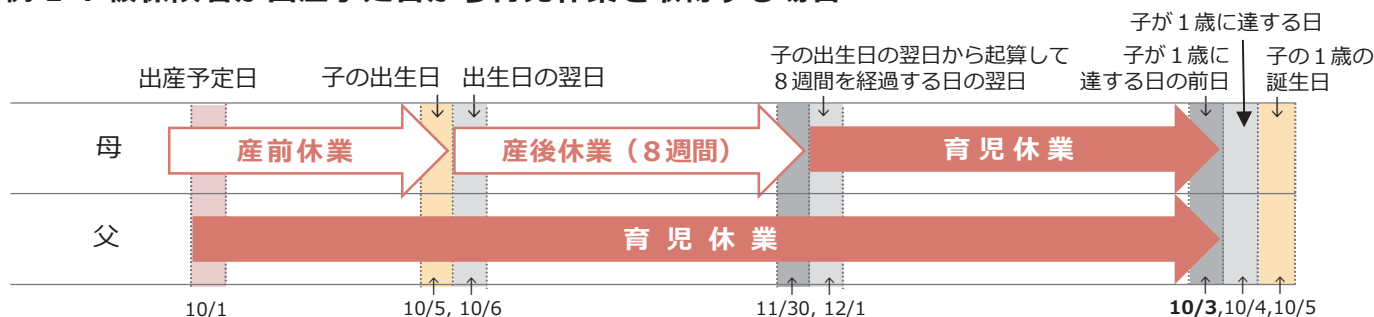 子が１歳に達する日
出産予定日
子の出生日
出生日の翌日
子の出生日の翌日から起算して
８週間を経過する日の翌日
子が１歳に
達する日の前日
子の１歳の
誕生日
母
産前休業
産後休業（８週間）
育児休業
父
育児休業
10/1
10/5, 10/6
11/30, 12/1
10/3,10/4,10/5